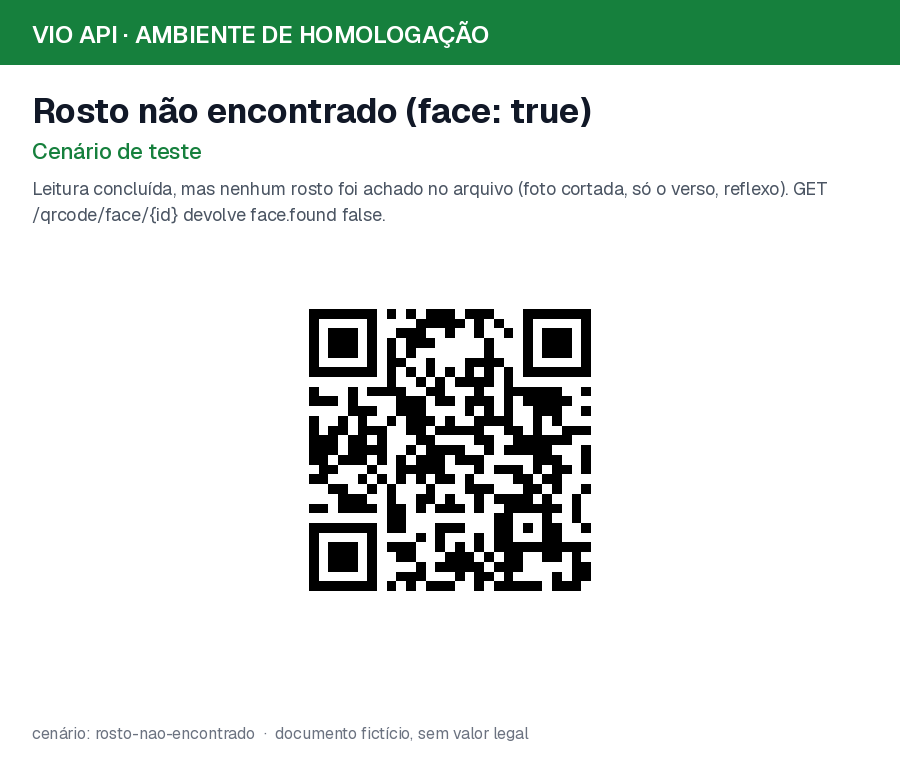 VIO API · AMBIENTE DE HOMOLOGAÇÃO
Rosto não encontrado (face: true)
Cenário de teste
Leitura concluída, mas nenhum rosto foi achado no arquivo (foto cortada, só o verso, reflexo). GET
/qrcode/face/{id} devolve face.found false.
cenário: rosto-nao-encontrado · documento fictício, sem valor legal